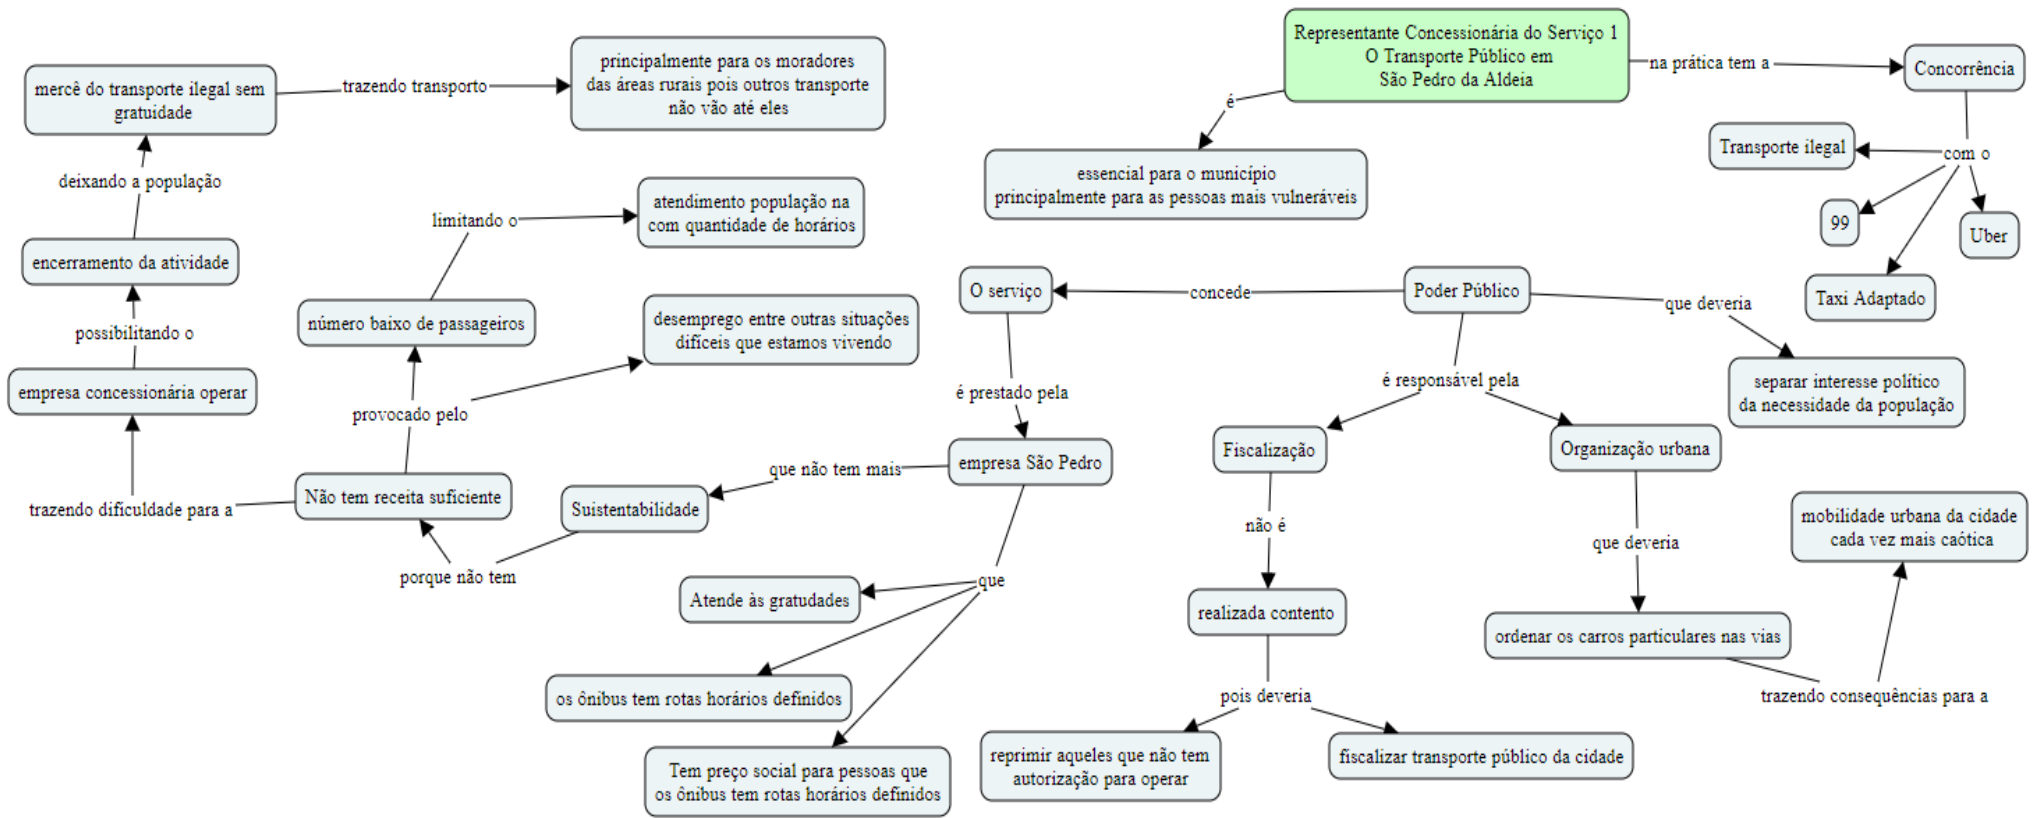 Representante Concessionária do Serviço 1
O Transporte Público em
São Pedro da Aldeia
na prática tem a
Concorrência
com o
Transporte ilegal
99
Taxi Adaptado
Uber
é
essencial para o município
principalmente para as pessoas mais vulneráveis
Poder Público
concede
O serviço
que deveria
separar interesse político
da necessidade da população
é responsável pela
Fiscalização
Organização urbana
não é
realizada contento
pois deveria
reprimir aqueles que não tem
autorização para operar
fiscalizar transporte público da cidade
que deveria
ordenar os carros particulares nas vias
trazendo consequências para a
mobilidade urbana da cidade
cada vez mais caótica
é prestado pela
empresa São Pedro
que não tem mais
Suistentabilidade
que
Atende às gratudades
os ônibus tem rotas horários definidos
Tem preço social para pessoas que
os ônibus tem rotas horários definidos
porque não tem
Não tem receita suficiente
provocado pelo
número baixo de passageiros
desemprego entre outras situações
difíceis que estamos vivendo
limitando o
atendimento população na
com quantidade de horários
trazendo dificuldade para a
empresa concessionária operar
possibilitando o
encerramento da atividade
deixando a população
mercê do transporte ilegal sem
gratuidade
trazendo transporto
principalmente para os moradores
das áreas rurais pois outros transporte
não vão até eles